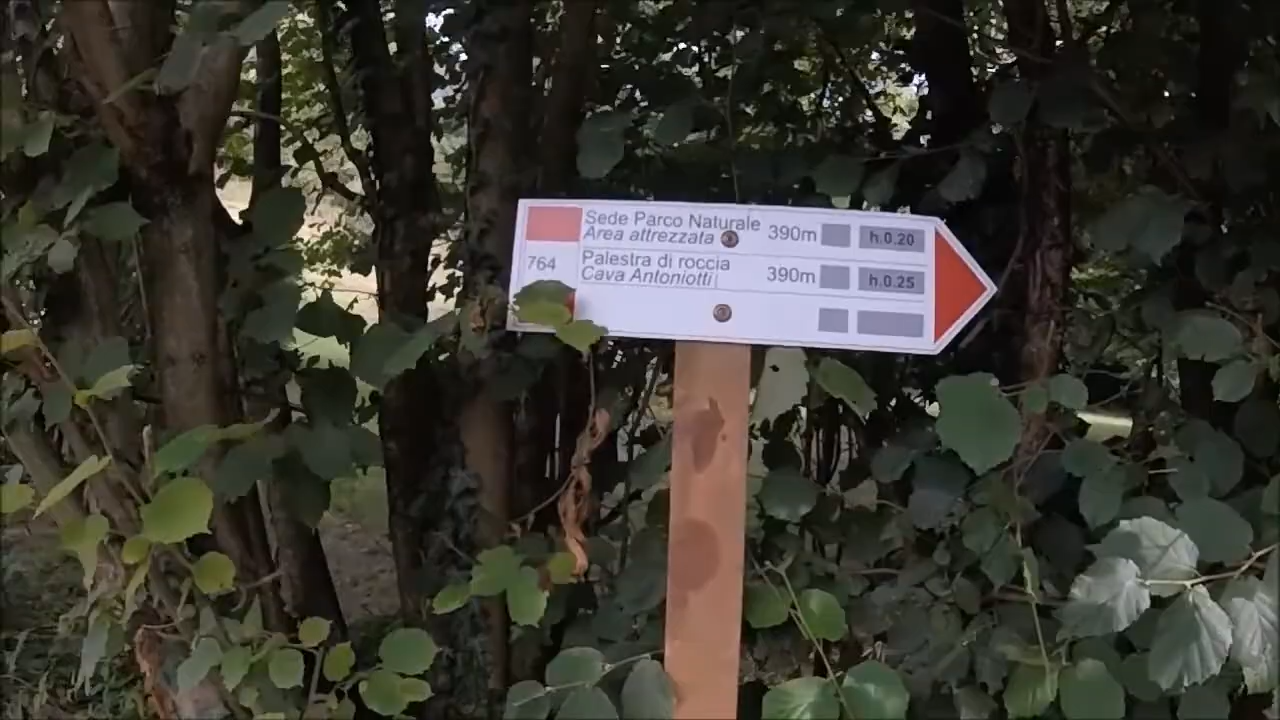 Sede Parco Naturale
Area attrezzata 390m h.0.20
764 Palestra di roccia
Cava Antoniotti 390m h.0.25